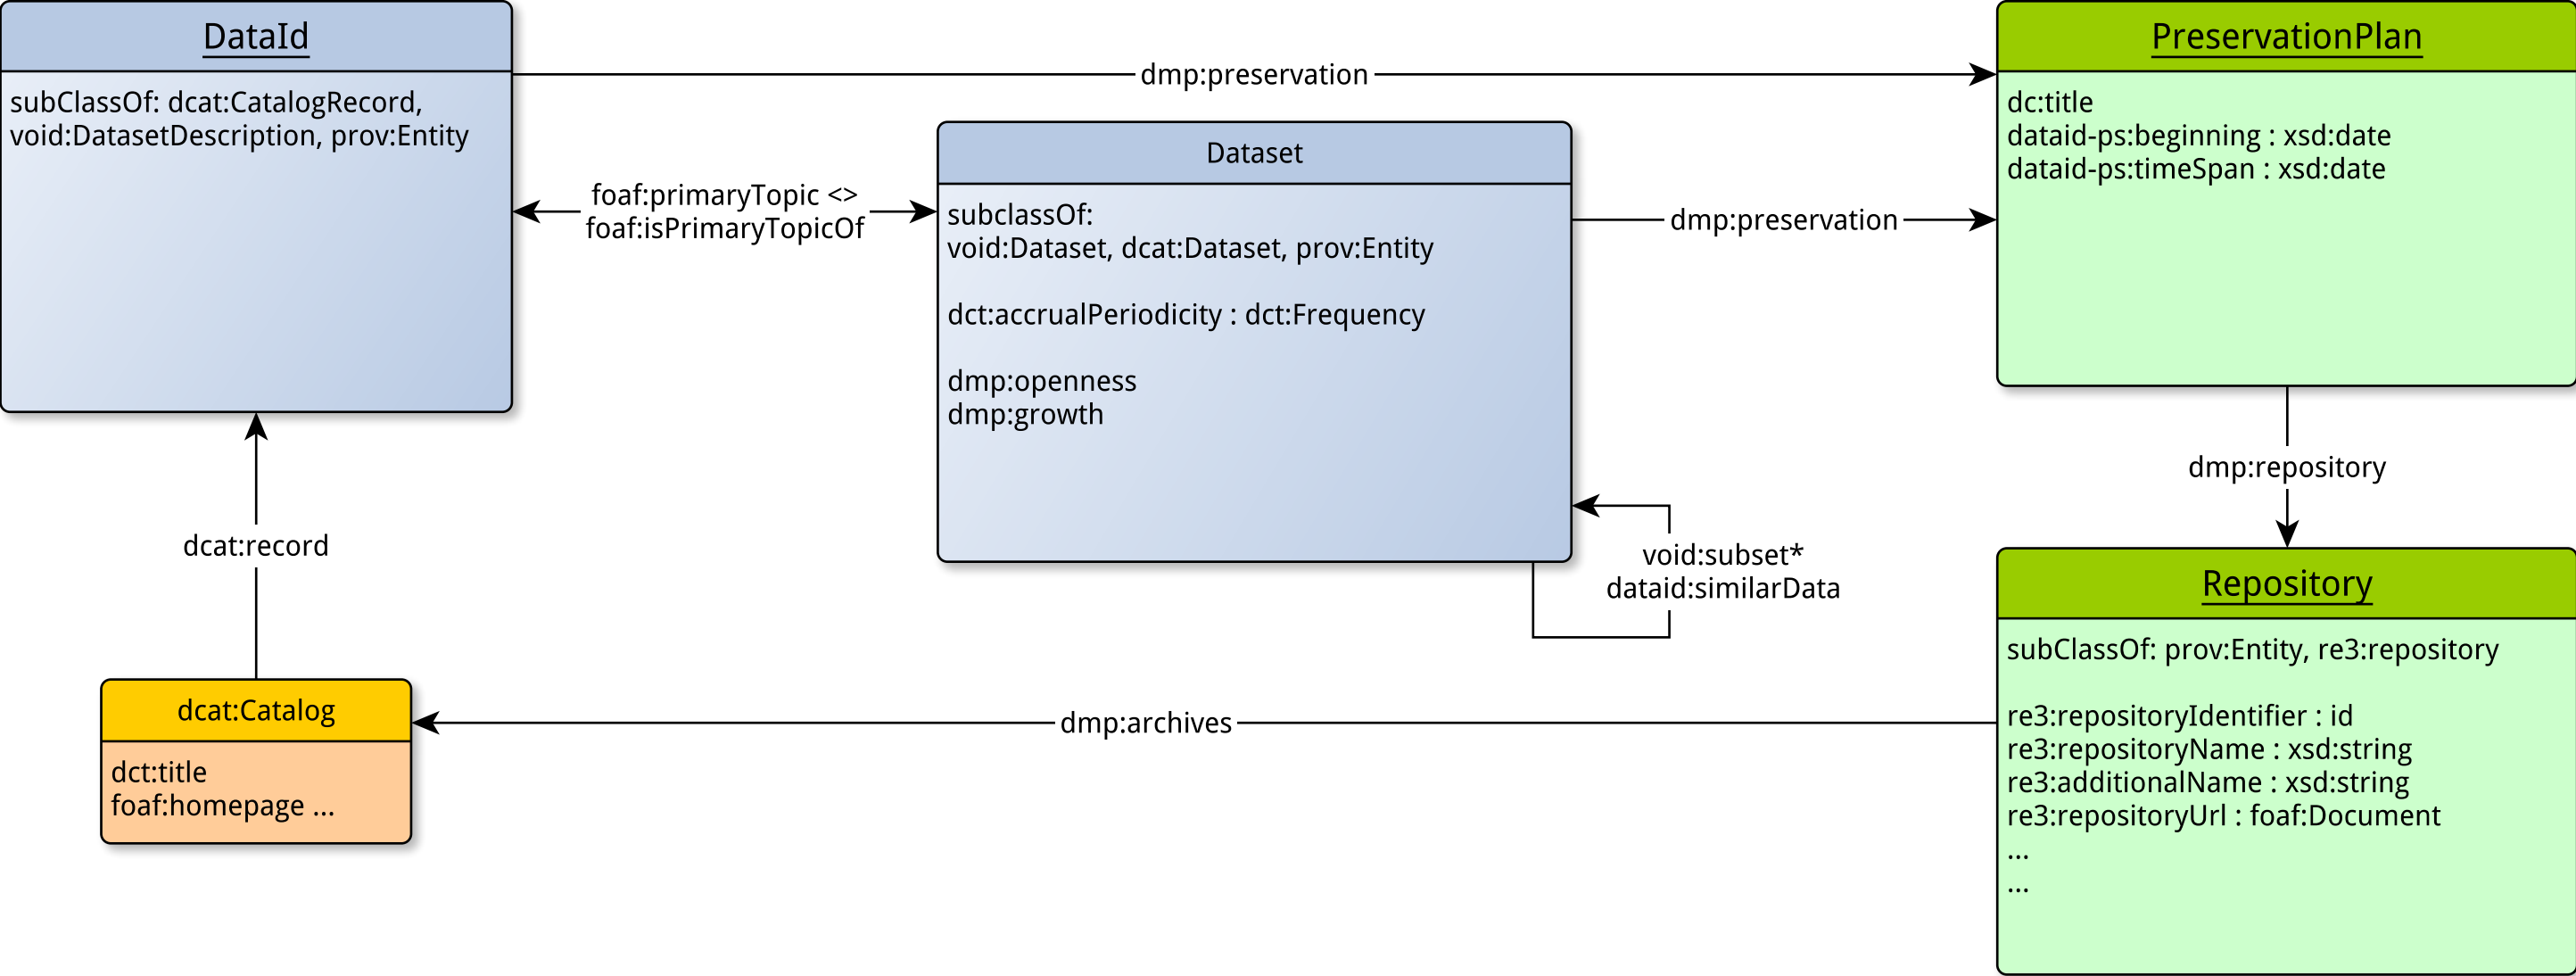 DataId
subClassOf: dcat:CatalogRecord,
void:DatasetDescription, prov:Entity
dmp:preservation
PreservationPlan
dc:title
dataid-ps:beginning : xsd:date
dataid-ps:timeSpan : xsd:date
foaf:primaryTopic <>
foaf:isPrimaryTopicOf
Dataset
subclassOf:
void:Dataset, dcat:Dataset, prov:Entity
dct:accrualPeriodicity : dct:Frequency
dmp:openness
dmp:growth
dmp:preservation
dmp:repository
void:subset*
dataid:similarData
dcat:record
Repository
subClassOf: prov:Entity, re3:repository
re3:repositoryIdentifier : id
re3:repositoryName : xsd:string
re3:additionalName : xsd:string
re3:repositoryUrl : foaf:Document
...
...
dmp:archives
dcat:Catalog
dct:title
foaf:homepage ...